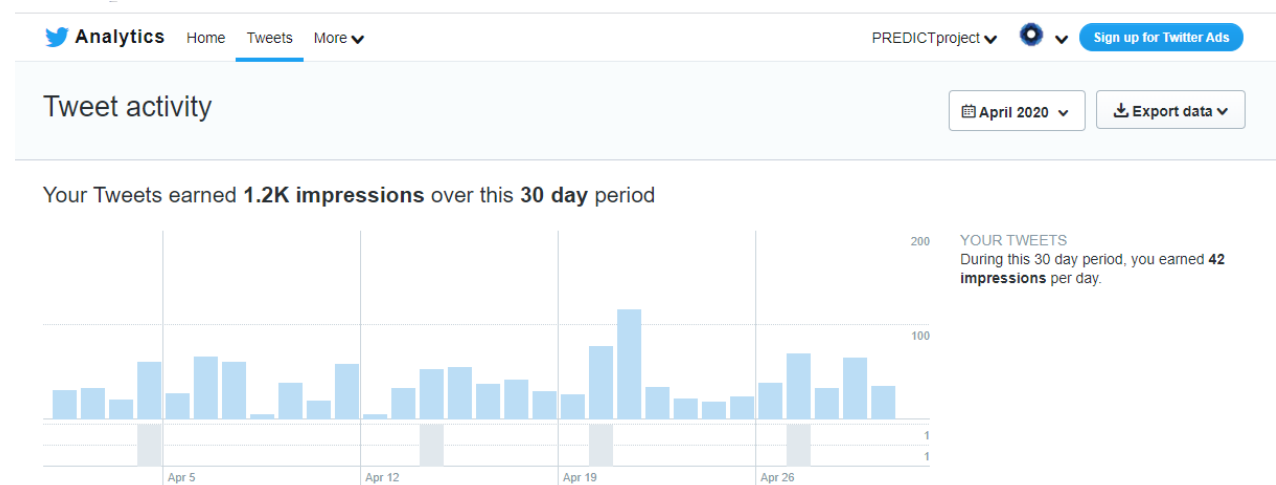 Analytics Home Tweets More PREDICTproject Sign up for Twitter Ads
Tweet activity April 2020 Export data
Your Tweets earned 1.2K impressions over this 30 day period
200
YOUR TWEETS
During this 30 day period, you earned 42
impressions per day.
100
1
1
Apr 5 Apr 12 Apr 19 Apr 26